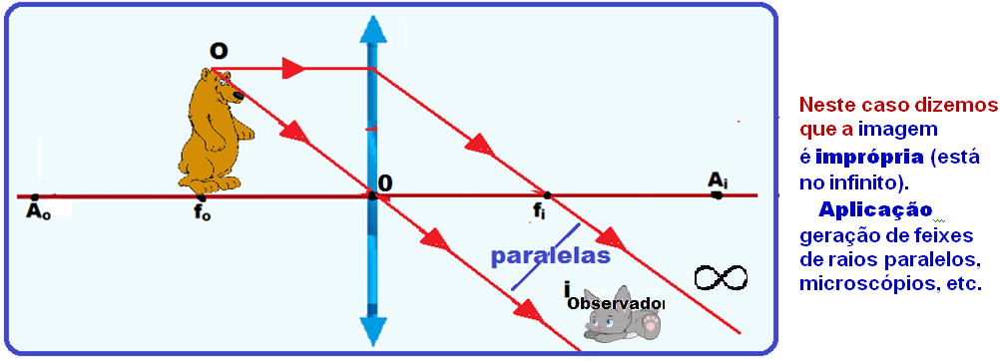 O
0
Ao
fo
fi
Ai
paralelas
i
Observador
∞
Neste caso dizemos
que a imagem
é imprópria (está
no infinito).
Aplicação
geração de feixes
de raios paralelos,
microscópios, etc.